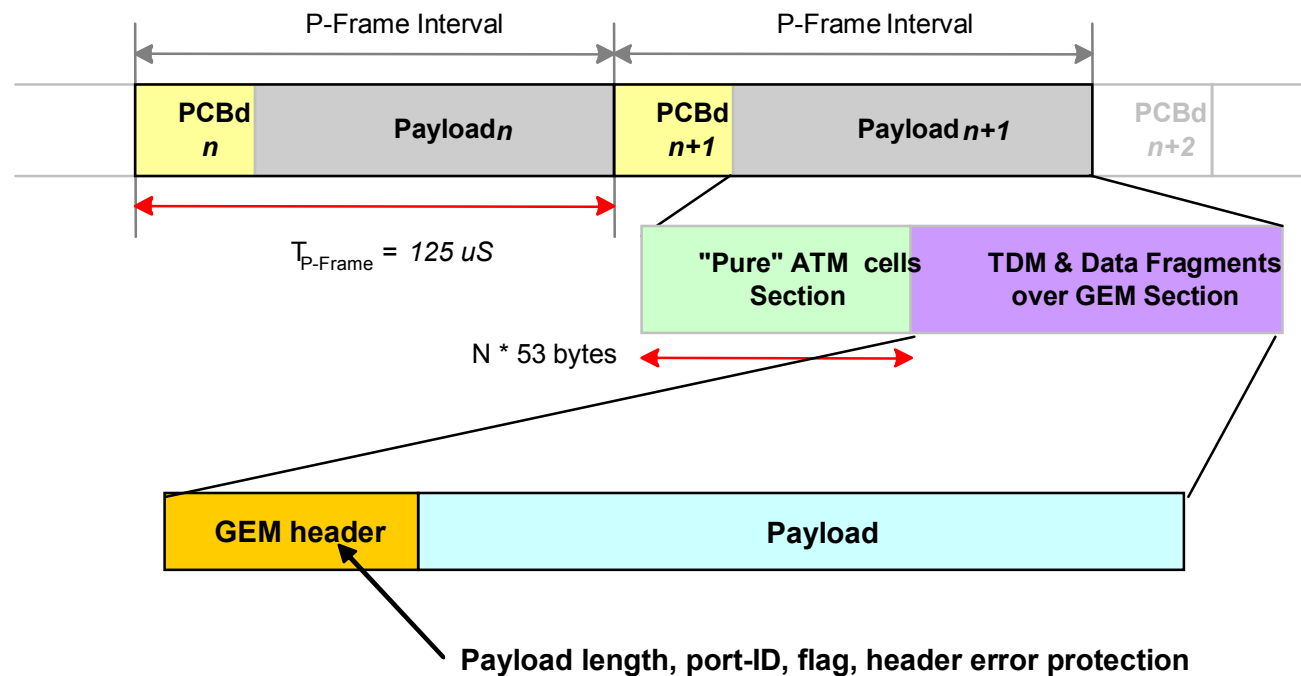 P-Frame Interval P-Frame Interval
PCBd PCBd PCBd
n Payload n n+1 Payload n+1 n+2
T P-Frame = 125 uS
"Pure" ATM cells TDM & Data Fragments
Section over GEM Section
N * 53 bytes
GEM header Payload
Payload length, port-ID, flag, header error protection